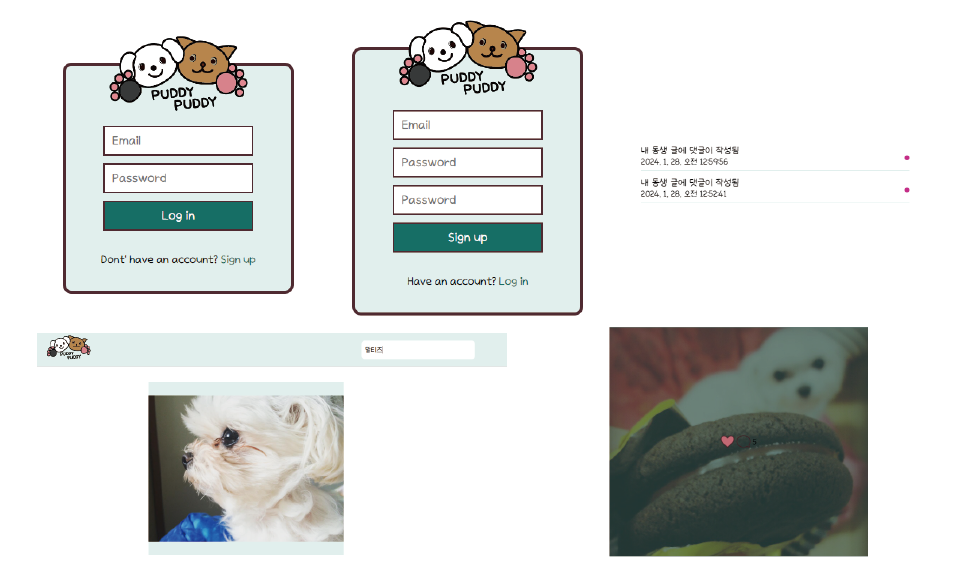 PUDDY
PUDDY
Email
Password
Log in
Dont' have an account? Sign up
PUDDY
PUDDY
Email
Password
Password
Sign up
Have an account? Log in
내 동생 글에 댓글이 작성됨
2024. 1. 28. 오전 12:59:56
내 동생 글에 댓글이 작성됨
2024. 1. 28. 오전 12:52:41
PUDDY
PUDDY
말티즈
5